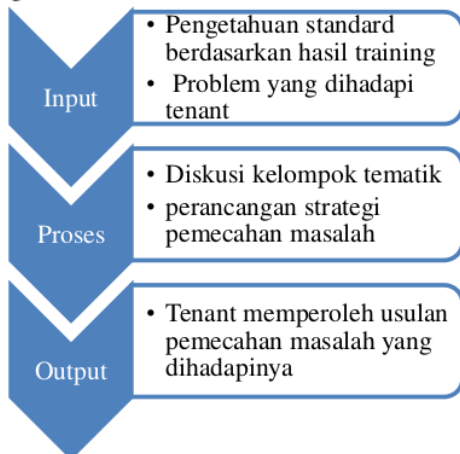 Input
• Pengetahuan standard
berdasarkan hasil training
• Problem yang dihadapi
tenant
Proses
• Diskusi kelompok tematik
• perancangan strategi
pemecahan masalah
Output
• Tenant memperoleh usulan
pemecahan masalah yang
dihadapinya